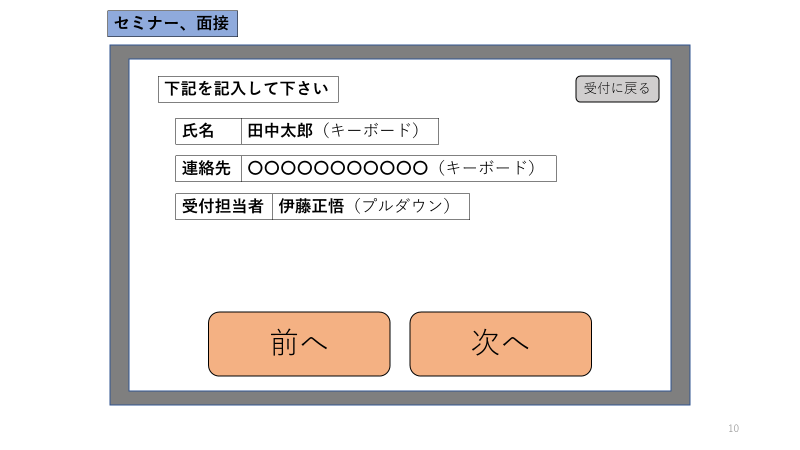 セミナー、面接
下記を記入して下さい
受付に戻る
氏名 田中太郎（キーボード）
連絡先 〇〇〇〇〇〇〇〇〇〇〇（キーボード）
受付担当者 伊藤正悟（プルダウン）
前へ 次へ
10